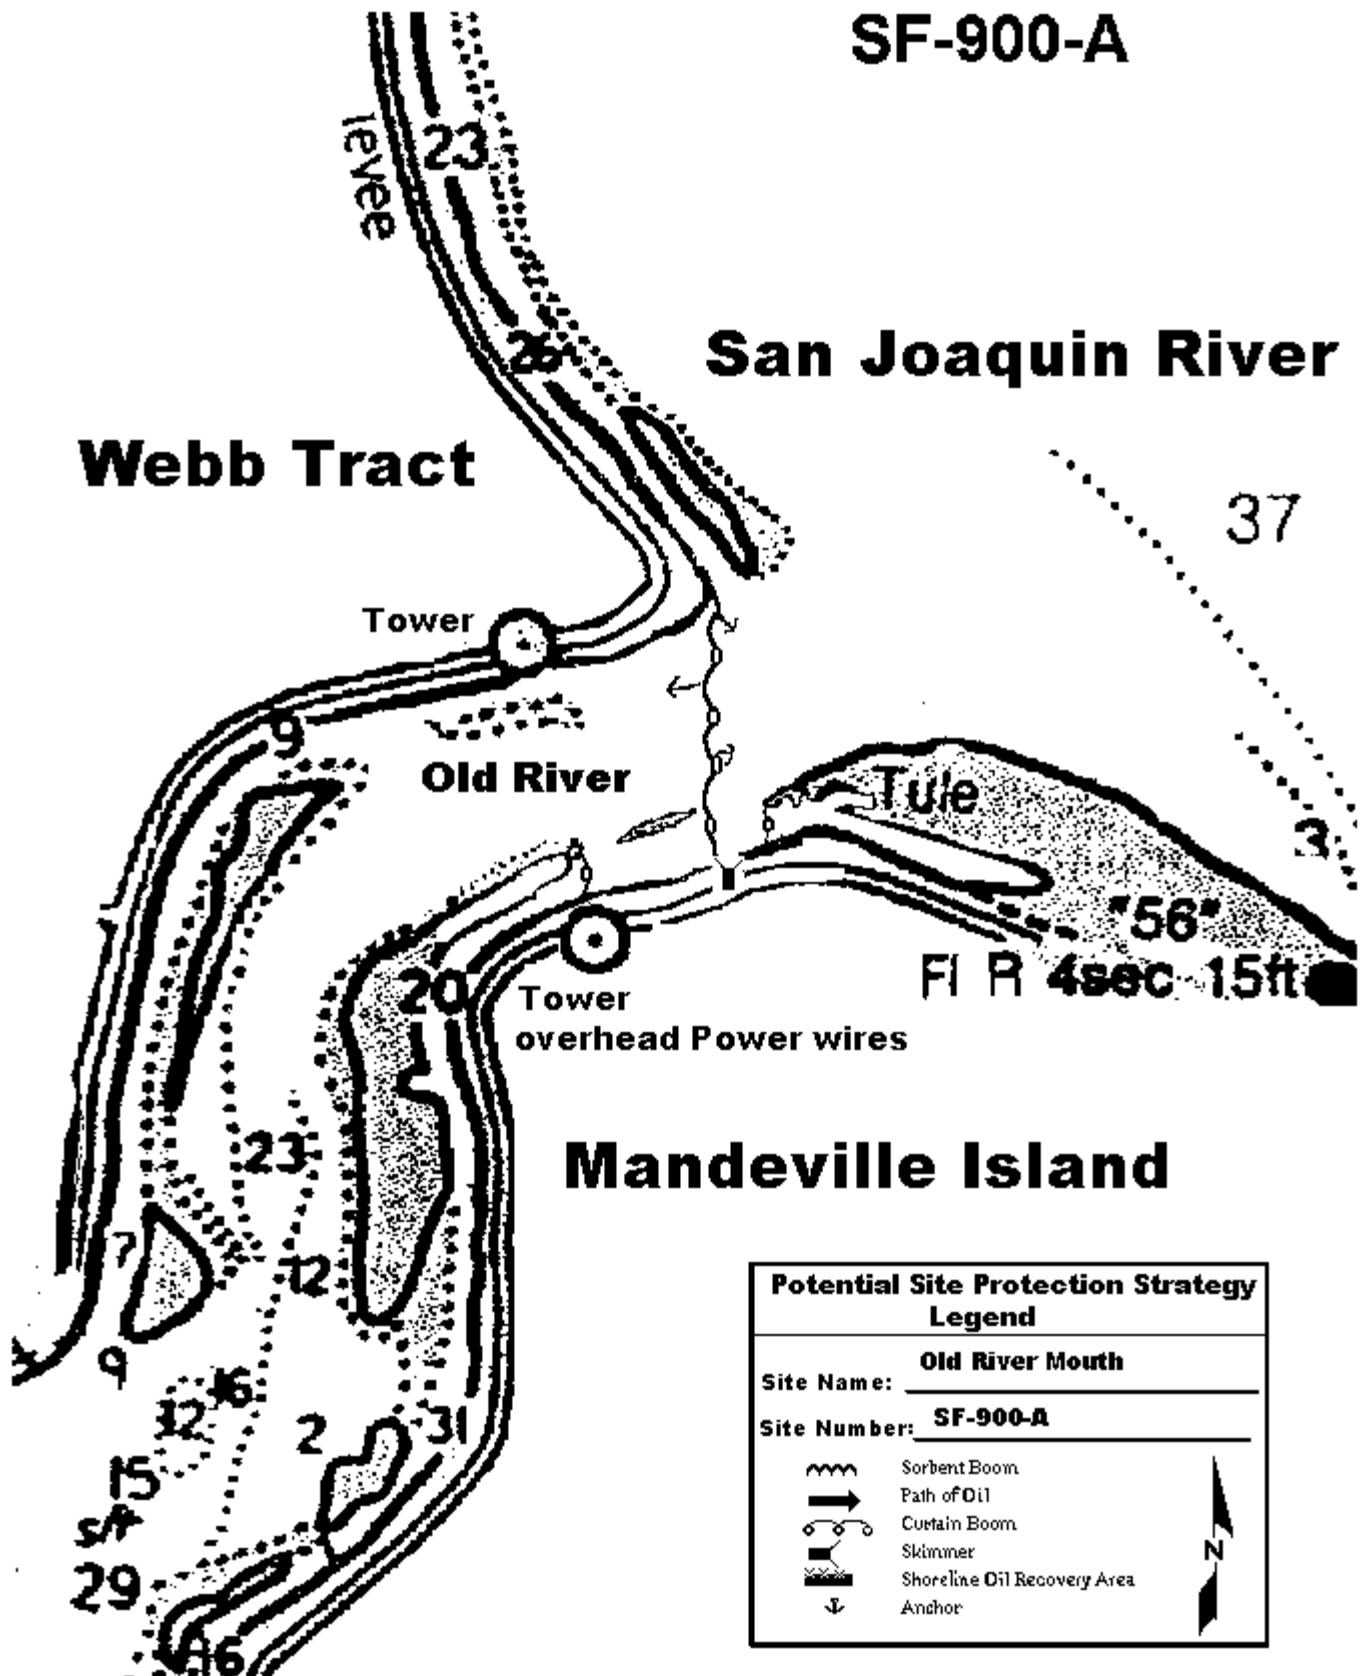 SF-900-A
levee
23
26
San Joaquin River
Webb Tract
37
Tower
9
Old River
Tule
3
"56"
20
Fl R 4sec 15ft
Tower
overhead Power wires
23
Mandeville Island
7
12
9
16
12
2
31
15
sft
29
16
Potential Site Protection Strategy
Legend
Site Name: Old River Mouth
Site Number: SF-900-A
Sorbent Boom
Path of Oil
Curtain Boom
Skimmer
N
Shoreline Oil Recovery Area
Anchor